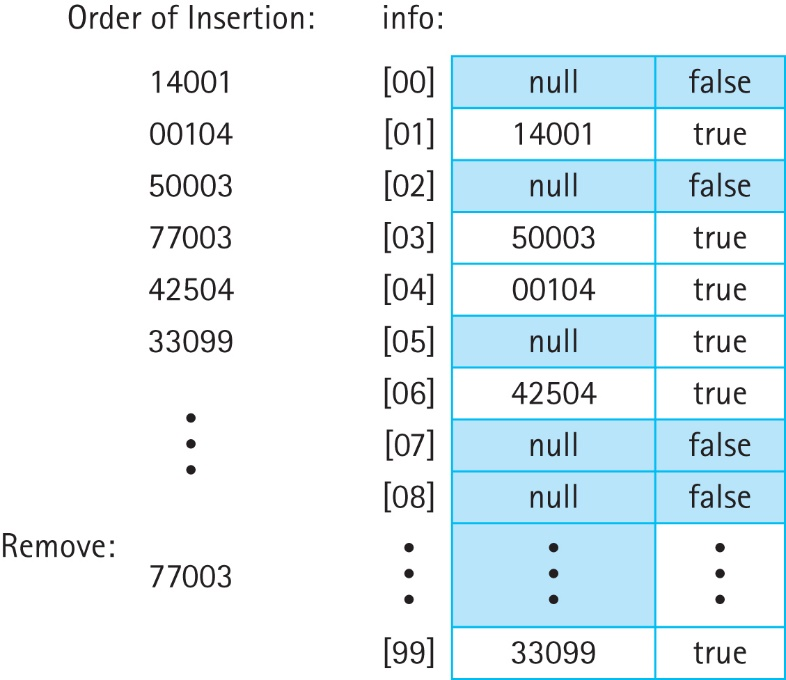 Order of Insertion: info:
14001 [00] null false
00104 [01] 14001 true
50003 [02] null false
77003 [03] 50003 true
42504 [04] 00104 true
33099 [05] null true
[06] 42504 true
[07] null false
[08] null false
Remove:
77003
[99] 33099 true